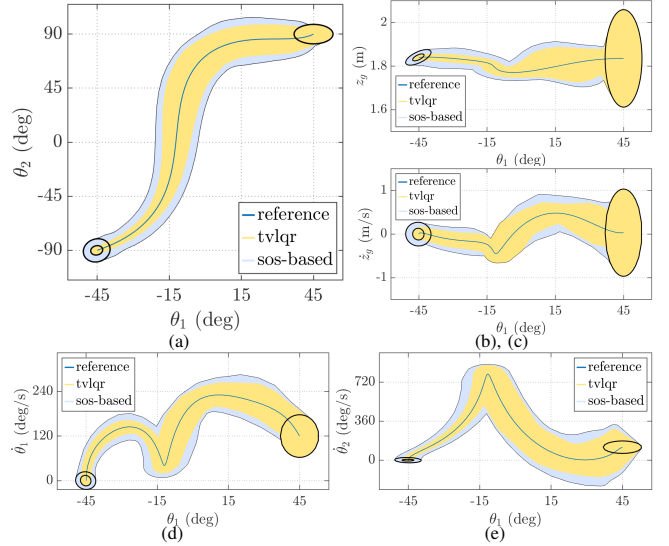 90
45
0
-45
-90
θ₂ (deg)
reference
tvlqr
sos-based
-45
-15
15
45
θ₁ (deg)
(a)
2
1.8
1.6
z_g (m)
reference
tvlqr
sos-based
-45
-15
15
45
θ₁ (deg)
1
0
-1
ż_g (m/s)
reference
tvlqr
sos-based
-45
-15
15
45
θ₁ (deg)
(b), (c)
240
120
0
θ̇₁ (deg/s)
reference
tvlqr
sos-based
-45
-15
15
45
θ₁ (deg)
(d)
720
360
0
θ̇₂ (deg/s)
reference
tvlqr
sos-based
-45
-15
15
45
θ₁ (deg)
(e)